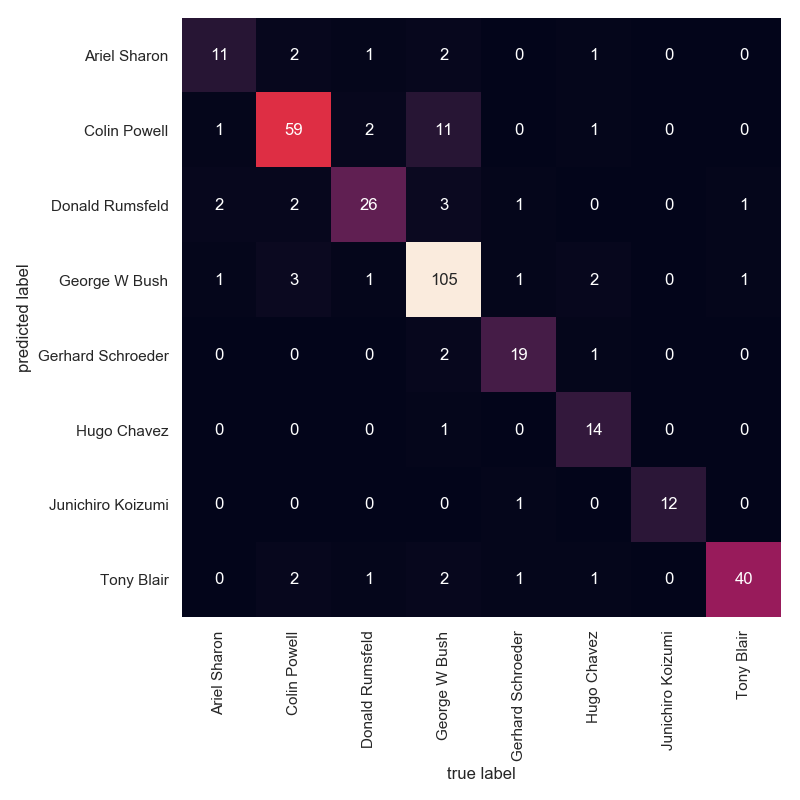 Ariel Sharon 11 2 1 2 0 1 0 0
Colin Powell 1 59 2 11 0 1 0 0
Donald Rumsfeld 2 2 26 3 1 0 0 1
George W Bush 1 3 1 105 1 2 0 1
Gerhard Schroeder 0 0 0 2 19 1 0 0
Hugo Chavez 0 0 0 1 0 14 0 0
Junichiro Koizumi 0 0 0 0 1 0 12 0
Tony Blair 0 2 1 2 1 1 0 40
predicted label
Ariel Sharon
Colin Powell
Donald Rumsfeld
George W Bush
Gerhard Schroeder
Hugo Chavez
Junichiro Koizumi
Tony Blair
true label